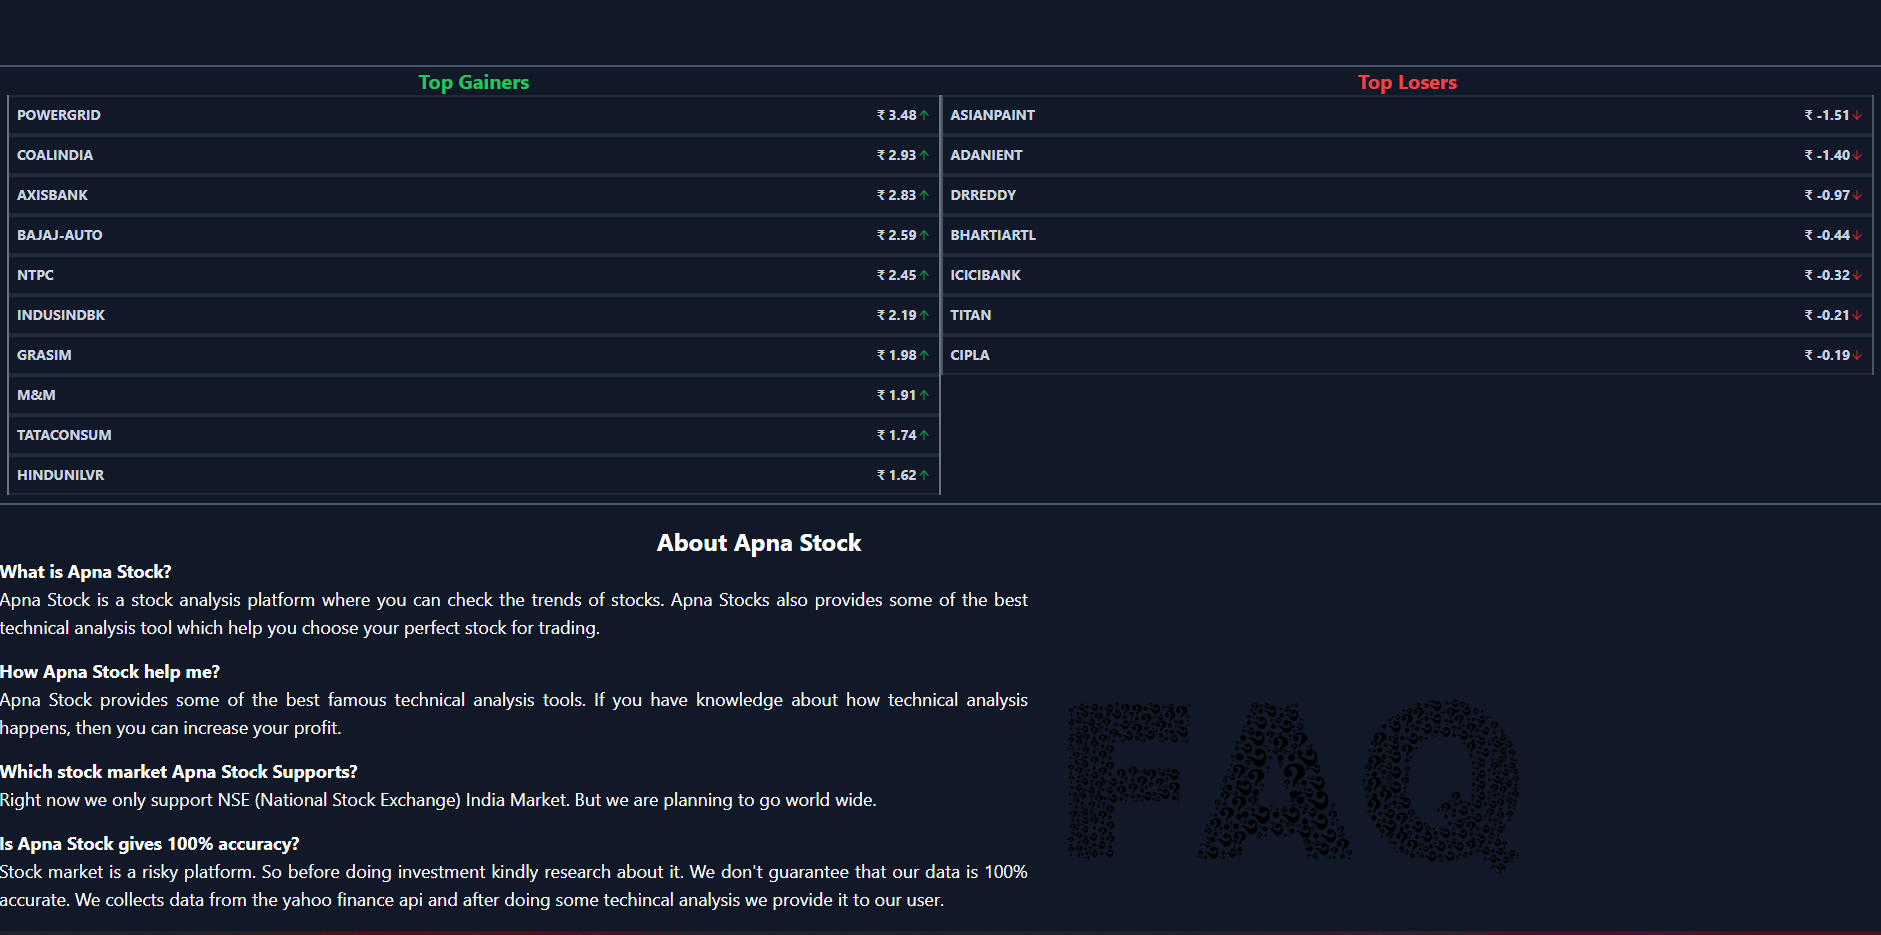 Top Gainers
POWERGRID ₹ 3.48↑
COALINDIA ₹ 2.93↑
AXISBANK ₹ 2.83↑
BAJAJ-AUTO ₹ 2.59↑
NTPC ₹ 2.45↑
INDUSINDBK ₹ 2.19↑
GRASIM ₹ 1.98↑
M&M ₹ 1.91↑
TATACONSUM ₹ 1.74↑
HINDUNILVR ₹ 1.62↑
Top Losers
ASIANPAINT ₹ -1.51↓
ADANIENT ₹ -1.40↓
DRREDDY ₹ -0.97↓
BHARTIARTL ₹ -0.44↓
ICICIBANK ₹ -0.32↓
TITAN ₹ -0.21↓
CIPLA ₹ -0.19↓
About Apna Stock
What is Apna Stock?
Apna Stock is a stock analysis platform where you can check the trends of stocks. Apna Stocks also provides some of the best
technical analysis tool which help you choose your perfect stock for trading.
How Apna Stock help me?
Apna Stock provides some of the best famous technical analysis tools. If you have knowledge about how technical analysis
happens, then you can increase your profit.
Which stock market Apna Stock Supports?
Right now we only support NSE (National Stock Exchange) India Market. But we are planning to go world wide.
Is Apna Stock gives 100% accuracy?
Stock market is a risky platform. So before doing investment kindly research about it. We don't guarantee that our data is 100%
accurate. We collects data from the yahoo finance api and after doing some techincal analysis we provide it to our user.
FAQ